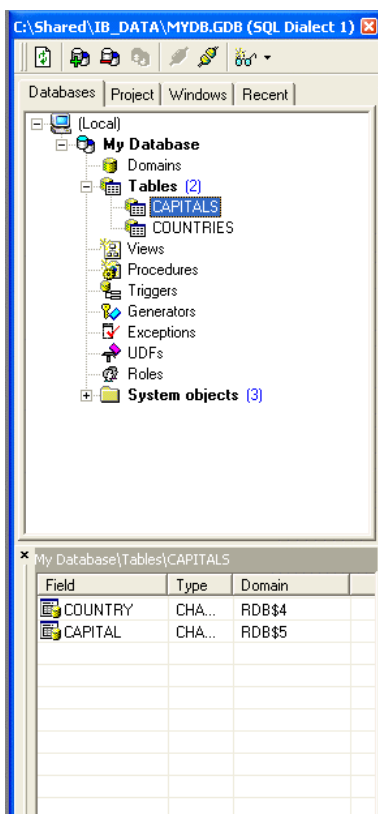 C:\Shared\IB_DATA\MYDB.GDB (SQL Dialect 1)
Databases Project Windows Recent
(Local)
My Database
Domains
Tables (2)
CAPITALS
COUNTRIES
Views
Procedures
Triggers
Generators
Exceptions
UDFs
Roles
System objects (3)
My Database\Tables\CAPITALS
Field Type Domain
COUNTRY CHA... RDB$4
CAPITAL CHA... RDB$5